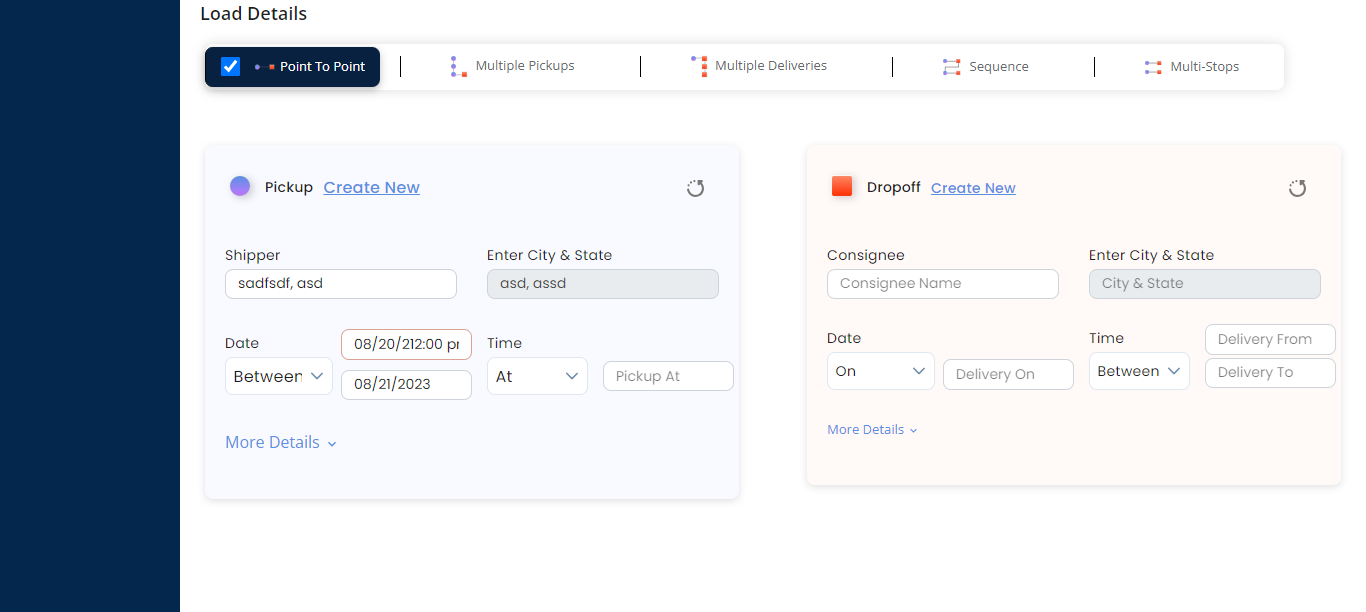 Load Details
Point To Point
Multiple Pickups
Multiple Deliveries
Sequence
Multi-Stops
Pickup Create New
Shipper
Enter City & State
sadfsdf, asd
asd, assd
Date
08/20/212:00 pr
Time
Between
08/21/2023
At
Pickup At
More Details
Dropoff Create New
Consignee
Enter City & State
Consignee Name
City & State
Date
Time
Delivery From
On
Delivery On
Between
Delivery To
More Details